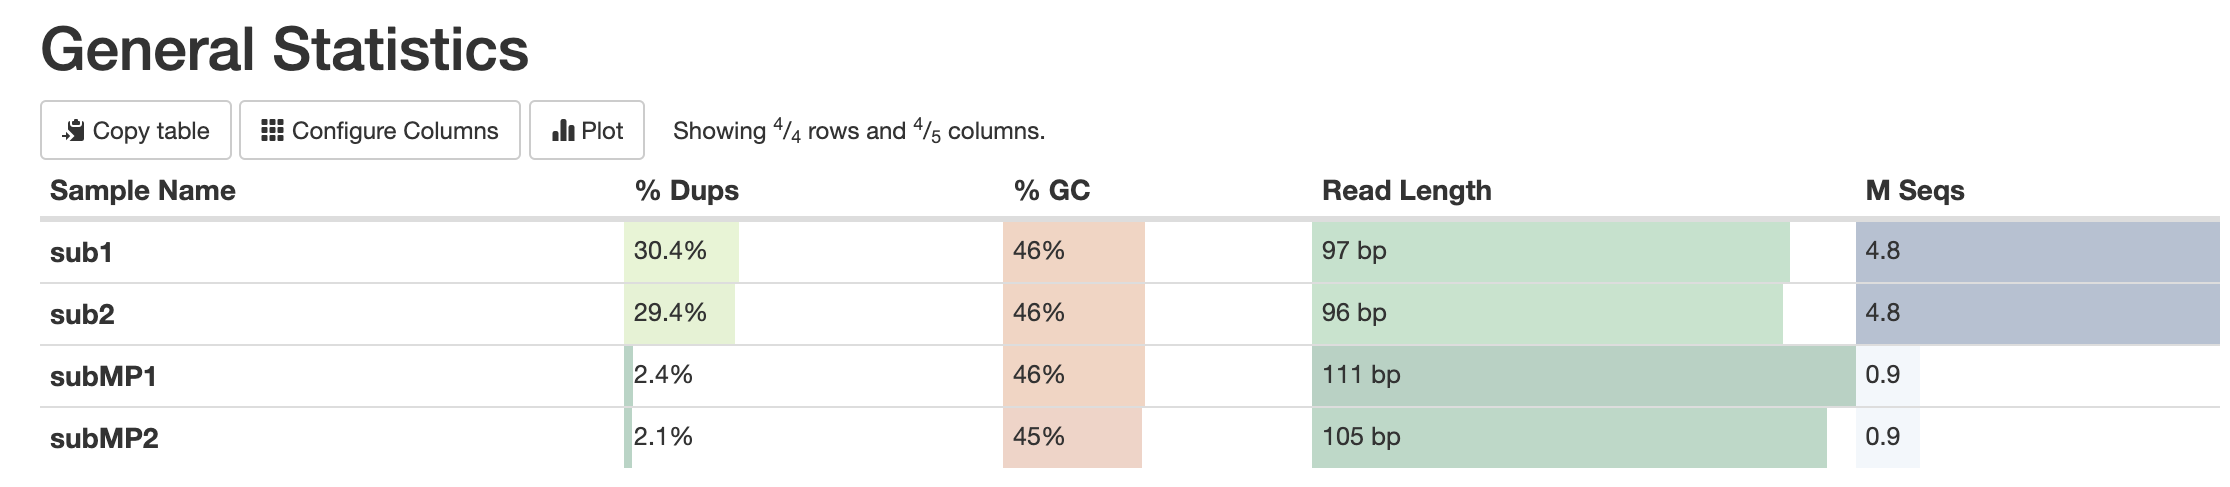 General Statistics
Copy table Configure Columns Plot Showing 4/4 rows and 4/5 columns.
Sample Name % Dups % GC Read Length M Seqs
sub1 30.4% 46% 97 bp 4.8
sub2 29.4% 46% 96 bp 4.8
subMP1 2.4% 46% 111 bp 0.9
subMP2 2.1% 45% 105 bp 0.9